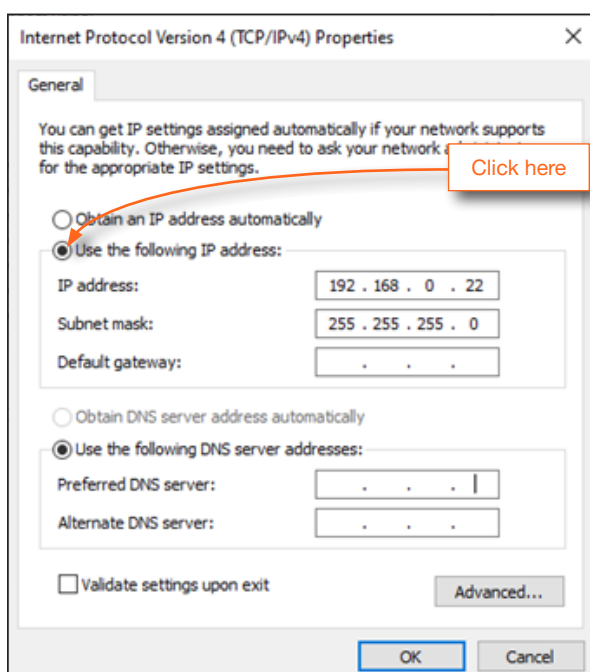 Internet Protocol Version 4 (TCP/IPv4) Properties
General
You can get IP settings assigned automatically if your network supports
this capability. Otherwise, you need to ask your network
for the appropriate IP settings.
Click here
Obtain an IP address automatically
Use the following IP address:
IP address: 192 . 168 . 0 . 22
Subnet mask: 255 . 255 . 255 . 0
Default gateway: . . .
Obtain DNS server address automatically
Use the following DNS server addresses:
Preferred DNS server: . . .
Alternate DNS server: . . .
Validate settings upon exit
Advanced...
OK Cancel